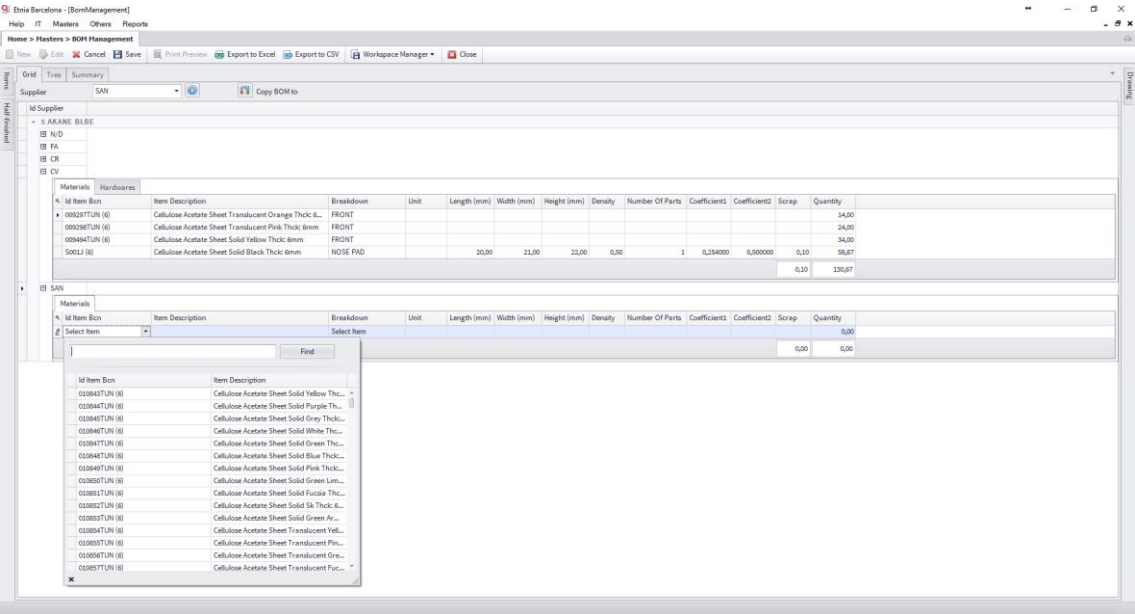 Etnia Barcelona - [BomManagement]
Help IT Masters Others Reports
Home > Masters > BOM Management
New Edit Cancel Save Print Preview Export to Excel Export to CSV Workspace Manager Close
Items
Half-finished
Drawing
Grid Tree Summary
Supplier SAN Copy BOM to
Id Supplier
S AKANE BLBE
N/D
FA
CR
CV
Materials Hardwares
Id Item Bcn Item Description Breakdown Unit Length (mm) Width (mm) Height (mm) Density Number Of Parts Coefficient1 Coefficient2 Scrap Quantity
009297TUN (6) Cellulose Acetate Sheet Translucent Orange Thclc 6... FRONT 14,00
009298TUN (6) Cellulose Acetate Sheet Translucent Pink Thclc 6mm FRONT 24,00
009494TUN (6) Cellulose Acetate Sheet Solid Yellow Thclc 6mm FRONT 34,00
S001J (6) Cellulose Acetate Sheet Solid Black Thclc 6mm NOSE PAD 20,00 21,00 22,00 0,50 1 0,254000 0,500000 0,10 58,67
0,10 130,67
SAN
Materials
Id Item Bcn Item Description Breakdown Unit Length (mm) Width (mm) Height (mm) Density Number Of Parts Coefficient1 Coefficient2 Scrap Quantity
Select Item Select Item 0,00
0,00 0,00
Find
Id Item Bcn Item Description
010843TUN (6) Cellulose Acetate Sheet Solid Yellow Thc...
010844TUN (6) Cellulose Acetate Sheet Solid Purple Th...
010845TUN (6) Cellulose Acetate Sheet Solid Grey Thclc...
010846TUN (6) Cellulose Acetate Sheet Solid White Thc...
010847TUN (6) Cellulose Acetate Sheet Solid Green Thc...
010848TUN (6) Cellulose Acetate Sheet Solid Blue Thclc...
010849TUN (6) Cellulose Acetate Sheet Solid Pink Thclc...
010850TUN (6) Cellulose Acetate Sheet Solid Green Lim...
010851TUN (6) Cellulose Acetate Sheet Solid Fucsia Thc...
010852TUN (6) Cellulose Acetate Sheet Solid Sk Thclc 6...
010853TUN (6) Cellulose Acetate Sheet Solid Green Ar...
010854TUN (6) Cellulose Acetate Sheet Translucent Yell...
010855TUN (6) Cellulose Acetate Sheet Translucent Pin...
010856TUN (6) Cellulose Acetate Sheet Translucent Gre...
010857TUN (6) Cellulose Acetate Sheet Translucent Fuc...